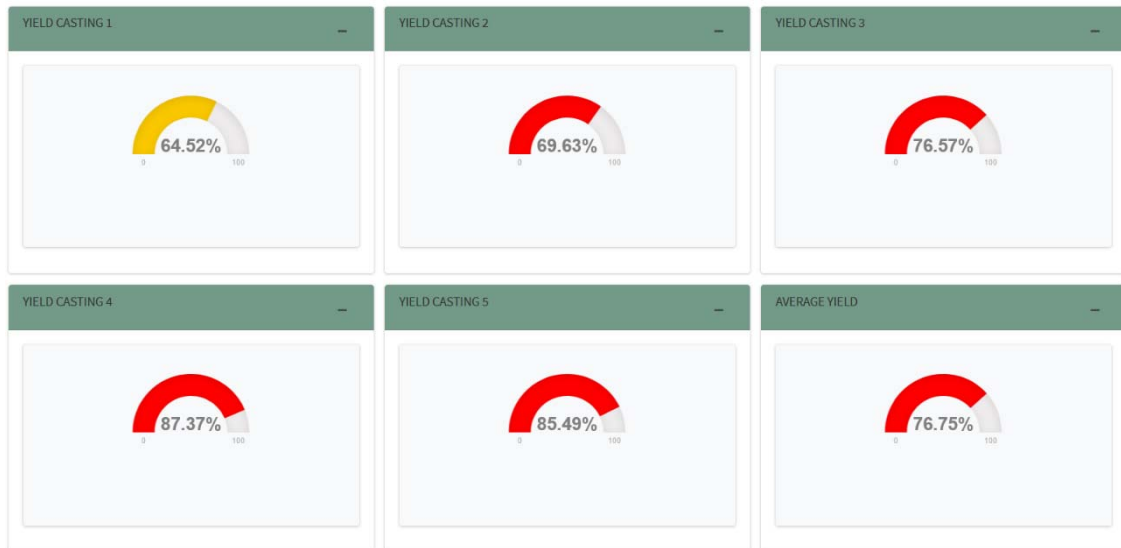 YIELD CASTING 1
64.52%
0 100
YIELD CASTING 2
69.63%
0 100
YIELD CASTING 3
76.57%
0 100
YIELD CASTING 4
87.37%
0 100
YIELD CASTING 5
85.49%
0 100
AVERAGE YIELD
76.75%
0 100